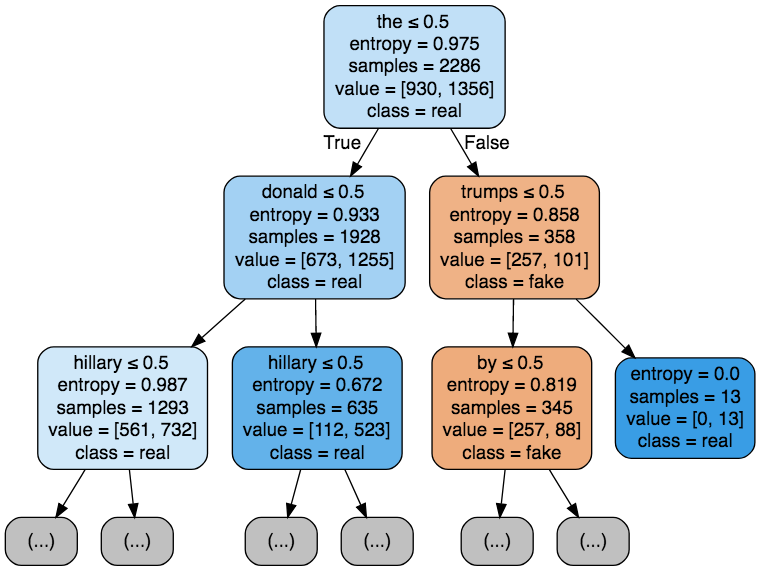 the ≤ 0.5
entropy = 0.975
samples = 2286
value = [930, 1356]
class = real
True
False
donald ≤ 0.5
entropy = 0.933
samples = 1928
value = [673, 1255]
class = real
trumps ≤ 0.5
entropy = 0.858
samples = 358
value = [257, 101]
class = fake
hillary ≤ 0.5
entropy = 0.987
samples = 1293
value = [561, 732]
class = real
hillary ≤ 0.5
entropy = 0.672
samples = 635
value = [112, 523]
class = real
by ≤ 0.5
entropy = 0.819
samples = 345
value = [257, 88]
class = fake
entropy = 0.0
samples = 13
value = [0, 13]
class = real
(...)
(...)
(...)
(...)
(...)
(...)